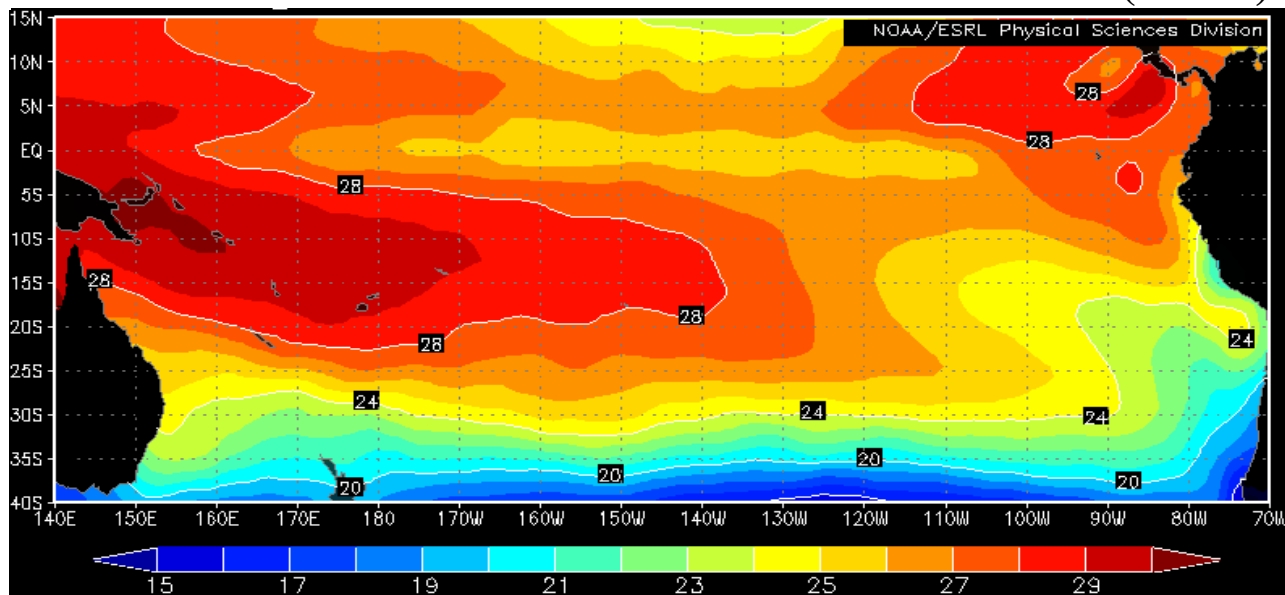 15N
NOAA/ESRL Physical Sciences Division
10N
28
5N
28
EQ
28
5S
10S
28
15S
28
20S
28
24
25S
24
24
24
30S
35S
20
20
20
20
40S
140E 150E 160E 170E 180 170W 160W 150W 140W 130W 120W 110W 100W 90W 80W 70W
15 17 19 21 23 25 27 29